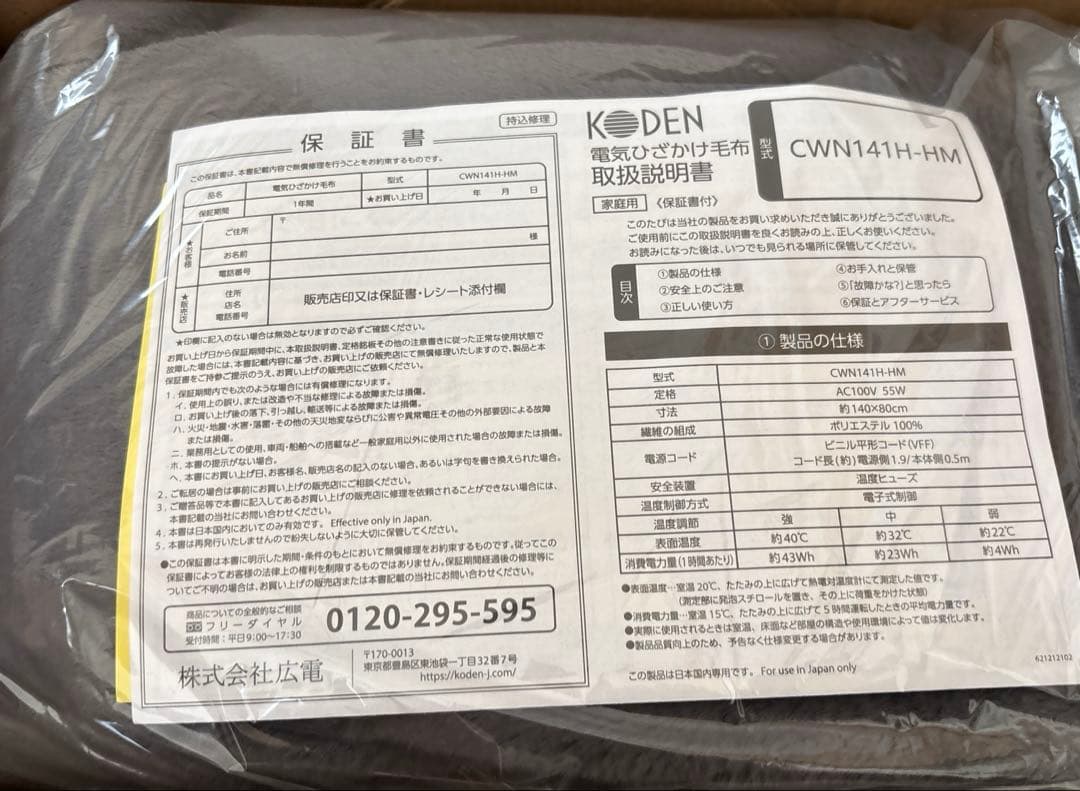 保証書
持込修理
この保証書は、本書記載内容で無償修理を行うことをお約束するものです。
品名 電気ひざかけ毛布 型式 CWN141H-HM
保証期間 1年間 ★お買い上げ日 年 月 日
★お客様
ご住所 〒
お名前 様
電話番号
★販売店
住所
店名
電話番号
販売店印又は保証書・レシート添付欄
★印欄に記入のない場合は無効となりますので必ずご確認ください。
お買い上げ日から保証期間中に、本取扱説明書、定格銘板その他の注意書きに従った正常な使用状態で
故障した場合には、本書記載内容に基づき、お買い上げの販売店にて無償修理いたしますので、製品と本
保証書をご持参ご提示のうえ、お買い上げの販売店にご依頼ください。
1. 保証期間内でも次のような場合には有償修理になります。
イ. 使用上の誤り、または改造や不当な修理による故障または損傷。
ロ. お買い上げ後の落下、引っ越し、輸送等による故障または損傷。
ハ. 火災・地震・水害・落雷・その他の天災地変ならびに公害や異常電圧その他の外部要因による故障
または損傷。
ニ. 業務用としての使用、車両・船舶への搭載など一般家庭用以外に使用された場合の故障または損傷。
ホ. 本書の提示がない場合。
ヘ. 本書にお買い上げ日、お客様名、販売店名の記入のない場合、あるいは字句を書き換えられた場合。
2. ご転居の場合は事前にお買い上げの販売店にご相談ください。
3. ご贈答品等で本書に記入してあるお買い上げの販売店に修理を依頼されることができない場合には、
本書記載の当社にお問い合わせください。
4. 本書は日本国内においてのみ有効です。 Effective only in Japan.
5. 本書は再発行いたしませんので紛失しないように大切に保管してください。
●この保証書は本書に明示した期間・条件のもとにおいて無償修理をお約束するものです。従ってこの
保証書によってお客様の法律上の権利を制限するものではありません。保証期間経過後の修理等に
ついてご不明の場合は、お買い上げの販売店または本書記載の当社にお問い合わせください。
商品についての全般的なご相談
フリーダイヤル
受付時間：平日9:00〜17:30
0120-295-595
株式会社広電
〒170-0013
東京都豊島区東池袋一丁目32番7号
https://koden-j.com/
KODEN
電気ひざかけ毛布
取扱説明書
型式 CWN141H-HM
家庭用 〈保証書付〉
このたびは当社の製品をお買い求めいただき誠にありがとうございました。
ご使用前にこの取扱説明書を良くお読みの上、正しくお使いください。
お読みになった後は、いつでも見られる場所に保管してください。
目次
①製品の仕様 ④お手入れと保管
②安全上のご注意 ⑤「故障かな?」と思ったら
③正しい使い方 ⑥保証とアフターサービス
① 製品の仕様
型式 CWN141H-HM
定格 AC100V 55W
寸法 約140×80cm
繊維の組成 ポリエステル 100%
電源コード ビニル平形コード(VFF)
コード長(約) 電源側1.9/本体側0.5m
安全装置 温度ヒューズ
温度制御方式 電子式制御
温度調節 強 中 弱
表面温度 約40℃ 約32℃ 約22℃
消費電力量(1時間あたり) 約43Wh 約23Wh 約4Wh
●表面温度…室温20℃、たたみの上に広げて熱電対温度計にて測定した値です。
(測定部に発泡スチロールを置き、その上に荷重をかけた状態)
●消費電力量…室温15℃、たたみの上に広げて5時間運転したときの平均電力量です。
●実際に使用されるときは室温、床面など部屋の構造や使用環境によって値は変化します。
●製品品質向上のため、予告なく仕様変更する場合があります。
621212102
この製品は日本国内専用です。 For use in Japan only